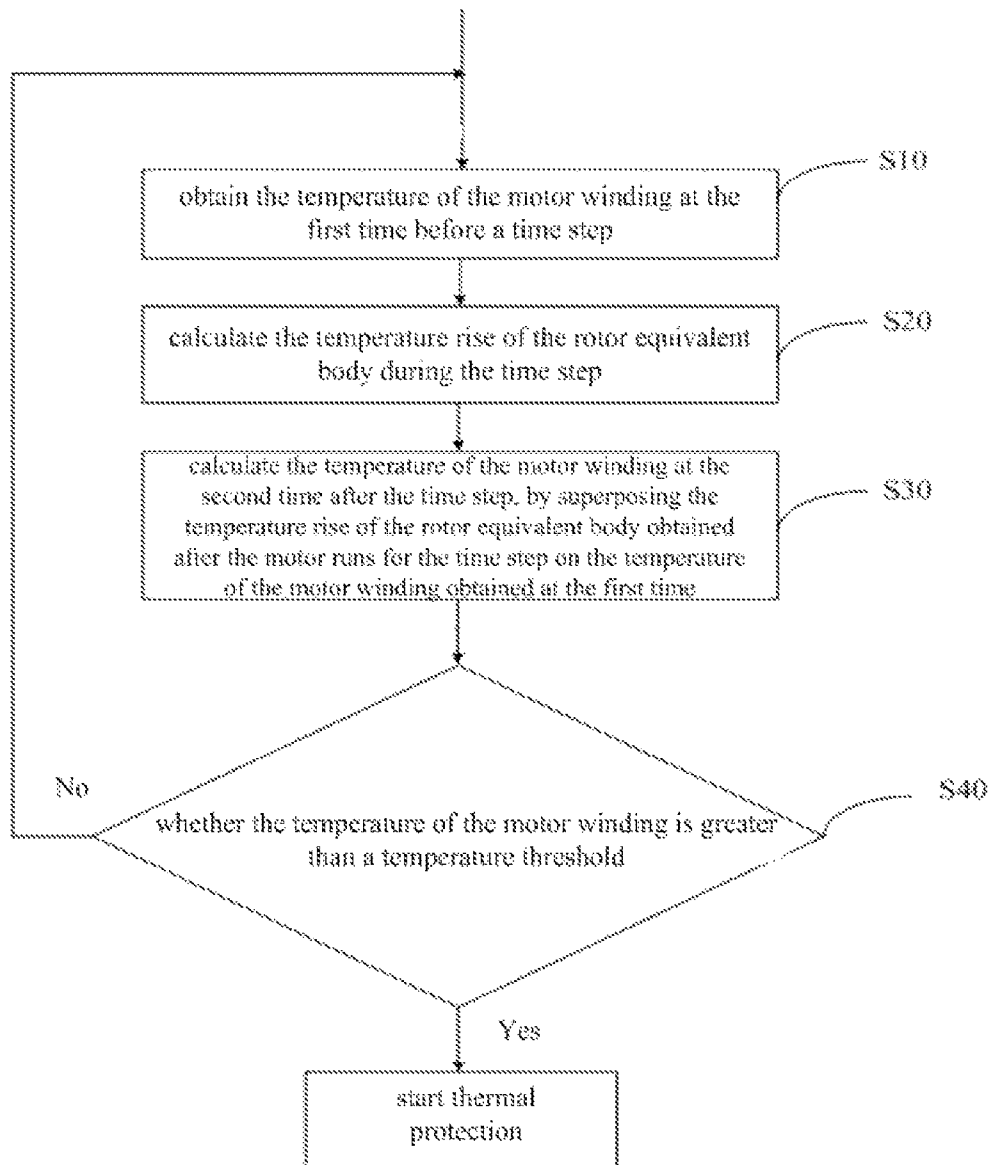 S10
obtain the temperature of the motor winding at the
first time before a time step
S20
calculate the temperature rise of the rotor equivalent
body during the time step
S30
calculate the temperature of the motor winding at the
second time after the time step, by superposing the
temperature rise of the rotor equivalent body obtained
after the motor runs for the time step on the temperature
of the motor winding obtained at the first time
No
S40
whether the temperature of the motor winding is greater
than a temperature threshold
Yes
start thermal
protection